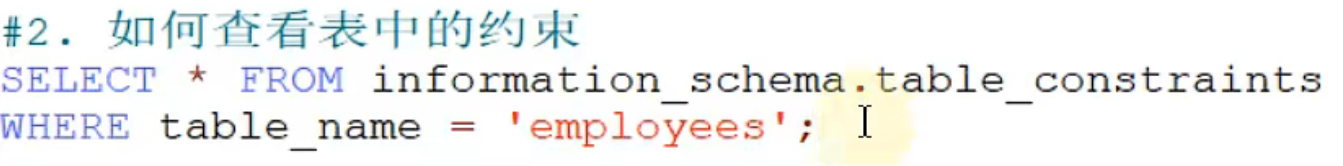 #2. 如何查看表中的约束
SELECT * FROM information_schema.table_constraints
WHERE table_name = 'employees';